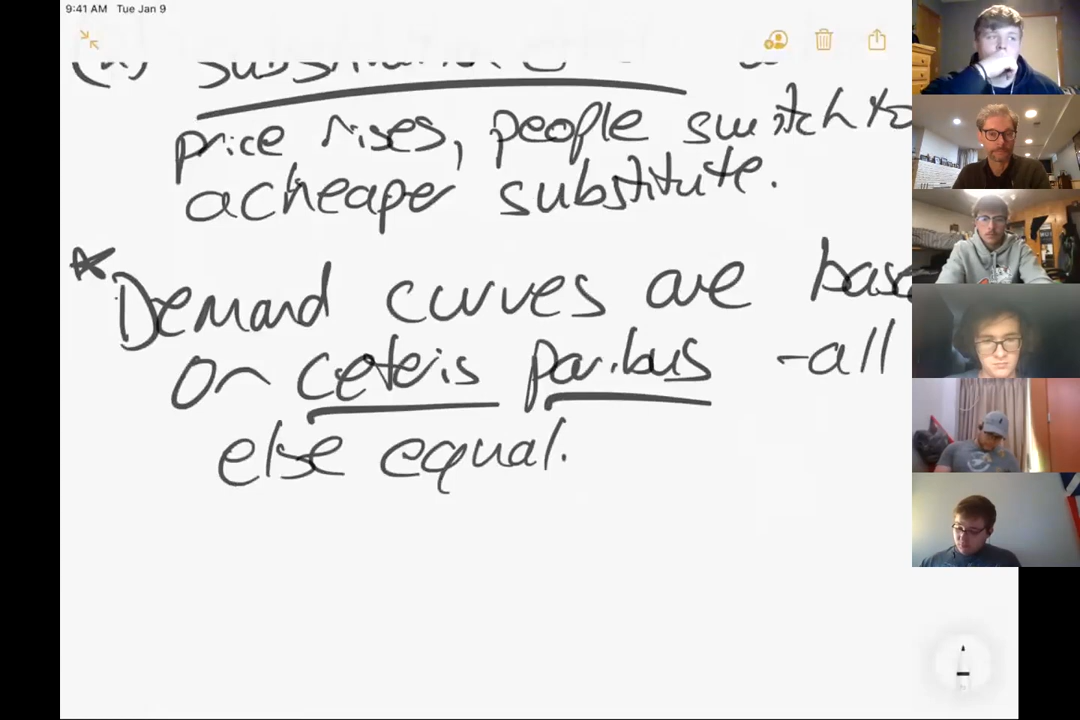 9:41 AM Tue Jan 9
price rises, people switch to
a cheaper substitute.
* Demand curves are
on ceteris paribus - all
else equal.